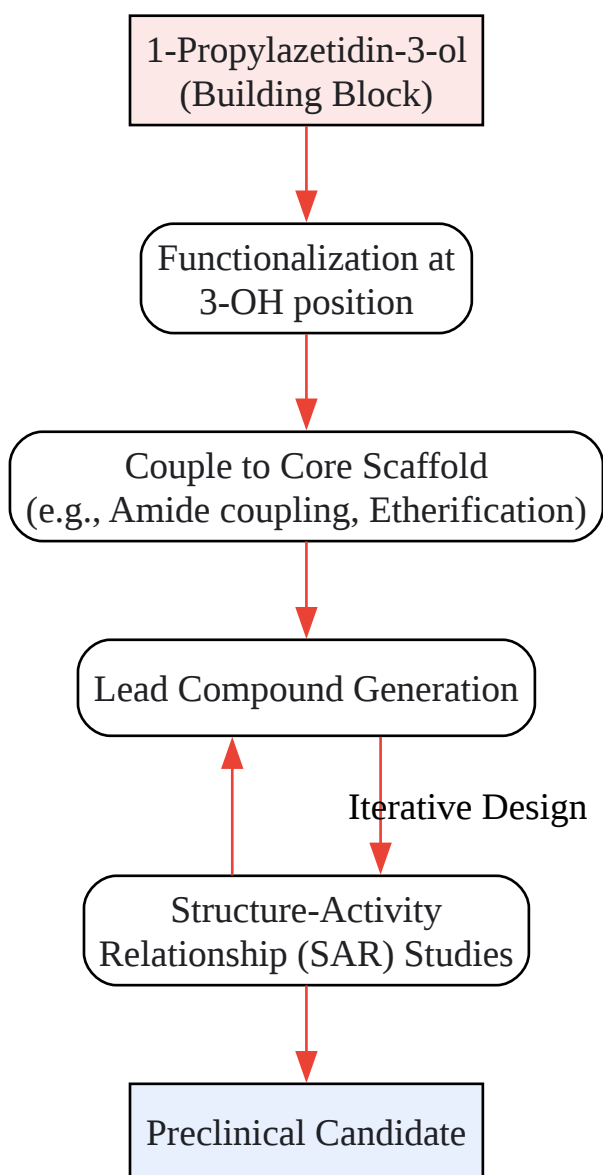 1-Propylazetidin-3-ol
(Building Block)
Functionalization at
3-OH position
Couple to Core Scaffold
(e.g., Amide coupling, Etherification)
Lead Compound Generation
Iterative Design
Structure-Activity
Relationship (SAR) Studies
Preclinical Candidate